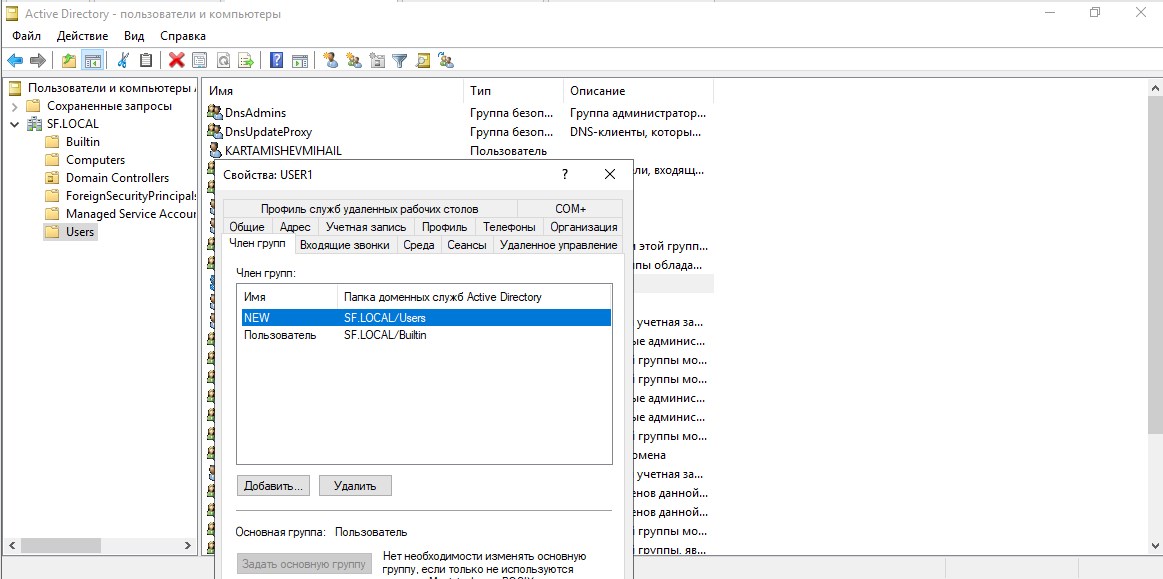 Active Directory - пользователи и компьютеры
Файл Действие Вид Справка
Пользователи и компьютеры
Сохраненные запросы
SF.LOCAL
Builtin
Computers
Domain Controllers
ForeignSecurityPrincipals
Managed Service Accour
Users
Имя Тип Описание
DnsAdmins Группа безоп... Группа администратор...
DnsUpdateProxy Группа безоп... DNS-клиенты, которы...
KARTAMISHEVMIHAIL Пользователь
ли, входящ...
й этой групп...
пы облада...
учетная за...
ые админис...
й группы мо...
й группы мо...
ые админис...
ые админис...
й группы мо...
омена
учетная за...
енов данной...
енов данной...
й группы мо...
й группы, яв...
Свойства: USER1 ?
Профиль служб удаленных рабочих столов COM+
Общие Адрес Учетная запись Профиль Телефоны Организация
Член групп Входящие звонки Среда Сеансы Удаленное управление
Член групп:
Имя Папка доменных служб Active Directory
NEW SF.LOCAL/Users
Пользователь SF.LOCAL/Builtin
Добавить... Удалить
Основная группа: Пользователь
Задать основную группу
Нет необходимости изменять основную
группу, если только не используются